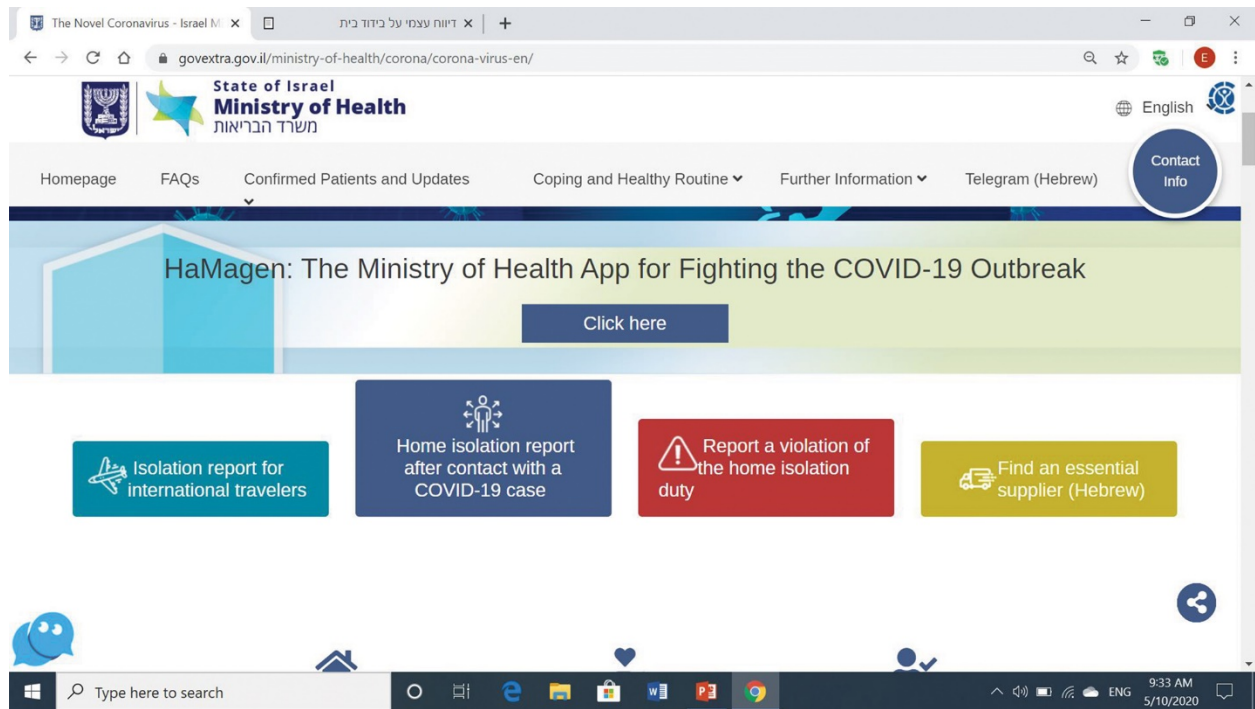 The Novel Coronavirus - Israel M
דיווח עצמי על בידוד בית
govextra.gov.il/ministry-of-health/corona/corona-virus-en/
E
State of Israel
Ministry of Health
משרד הבריאות
ישראל
English
Contact
Info
Homepage FAQs Confirmed Patients and Updates Coping and Healthy Routine Further Information Telegram (Hebrew)
HaMagen: The Ministry of Health App for Fighting the COVID-19 Outbreak
Click here
Isolation report for
international travelers
Home isolation report
after contact with a
COVID-19 case
Report a violation of
the home isolation
duty
Find an essential
supplier (Hebrew)
Type here to search
ENG
9:33 AM
5/10/2020